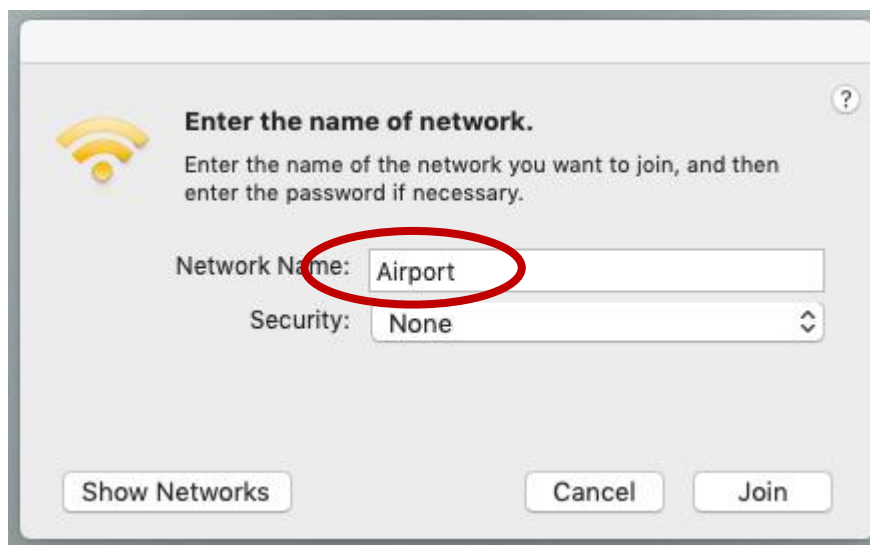 ?
Enter the name of network.
Enter the name of the network you want to join, and then
enter the password if necessary.
Network Name: Airport
Security: None
Show Networks Cancel Join